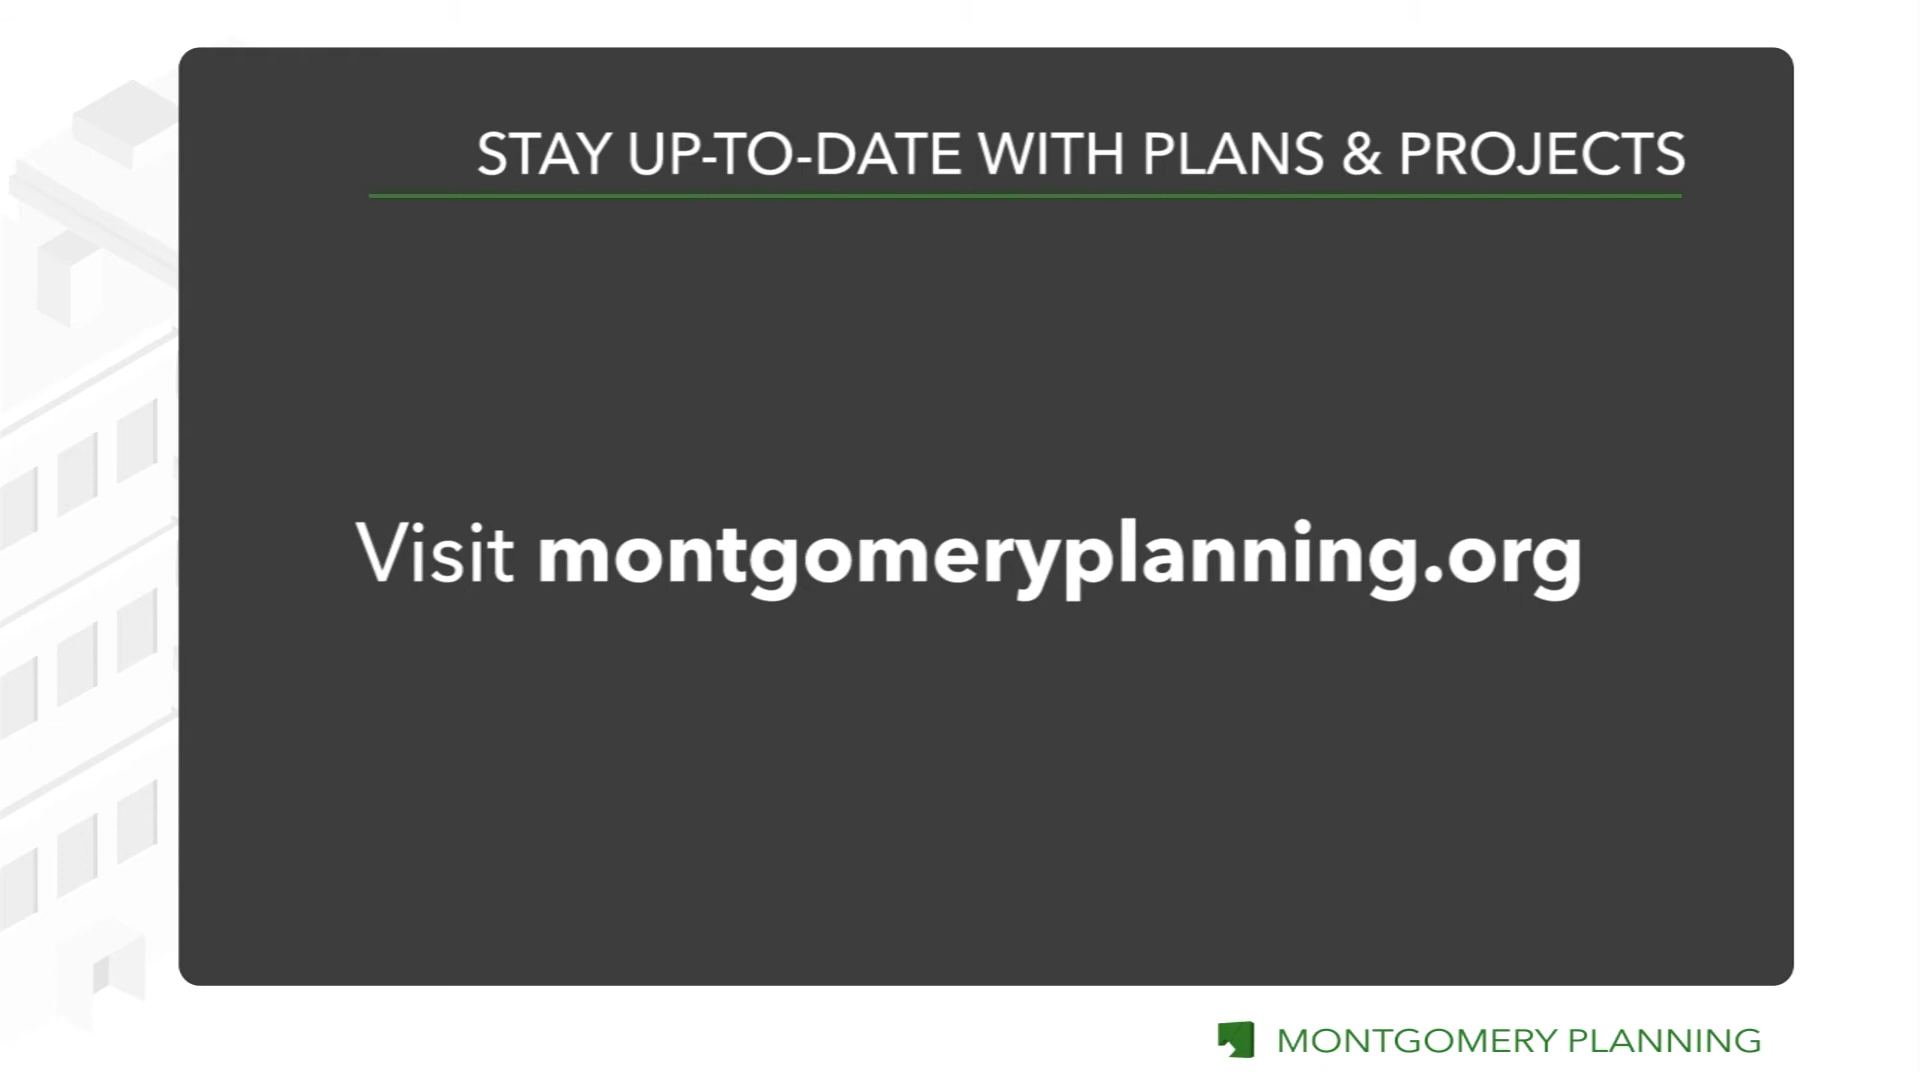 STAY UP-TO-DATE WITH PLANS & PROJECTS
Visit montgomeryplanning.org
MONTGOMERY PLANNING